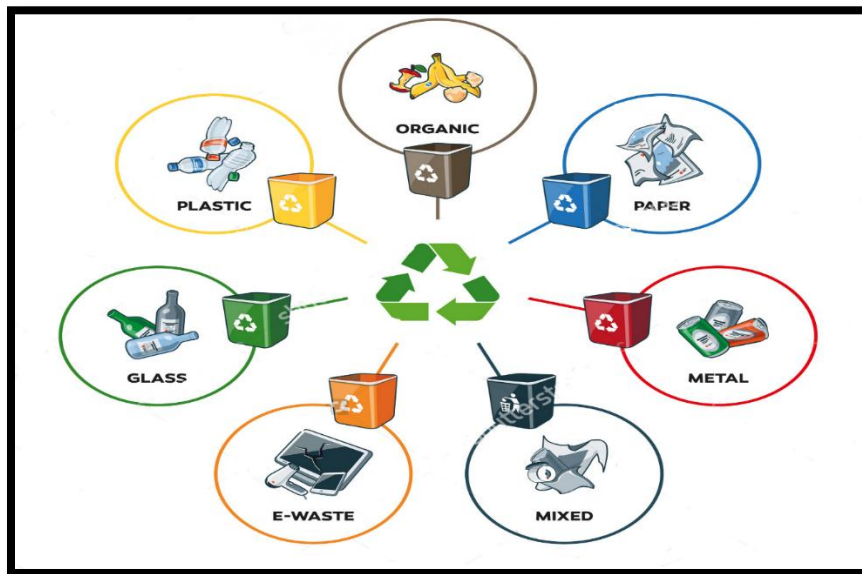 ORGANIC
PLASTIC
PAPER
GLASS
METAL
E-WASTE
MIXED